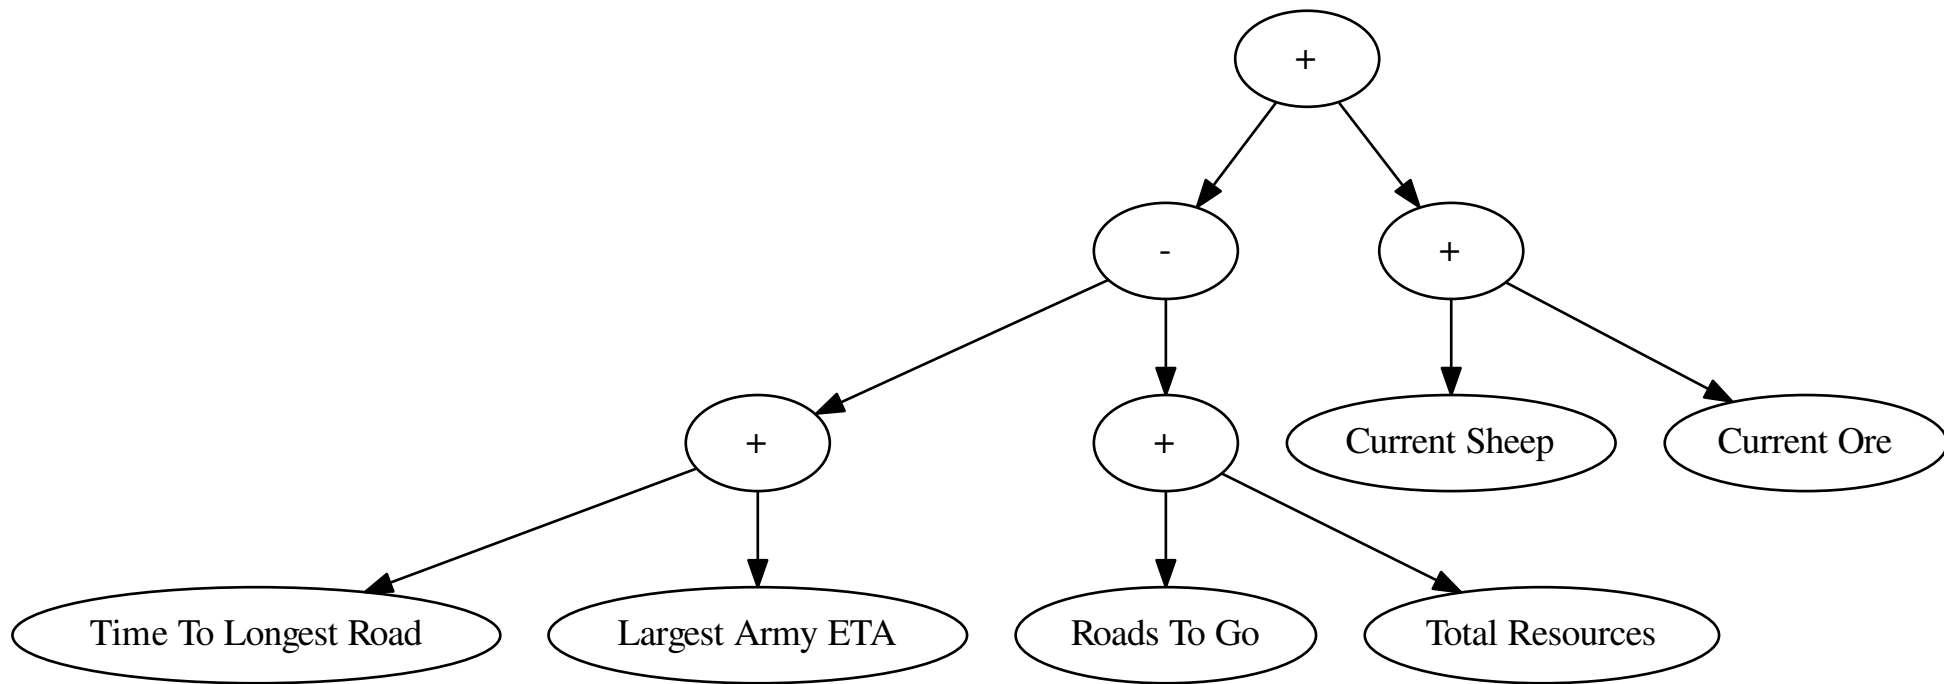 +
-
+
+
+
Current Sheep
Current Ore
Time To Longest Road
Largest Army ETA
Roads To Go
Total Resources